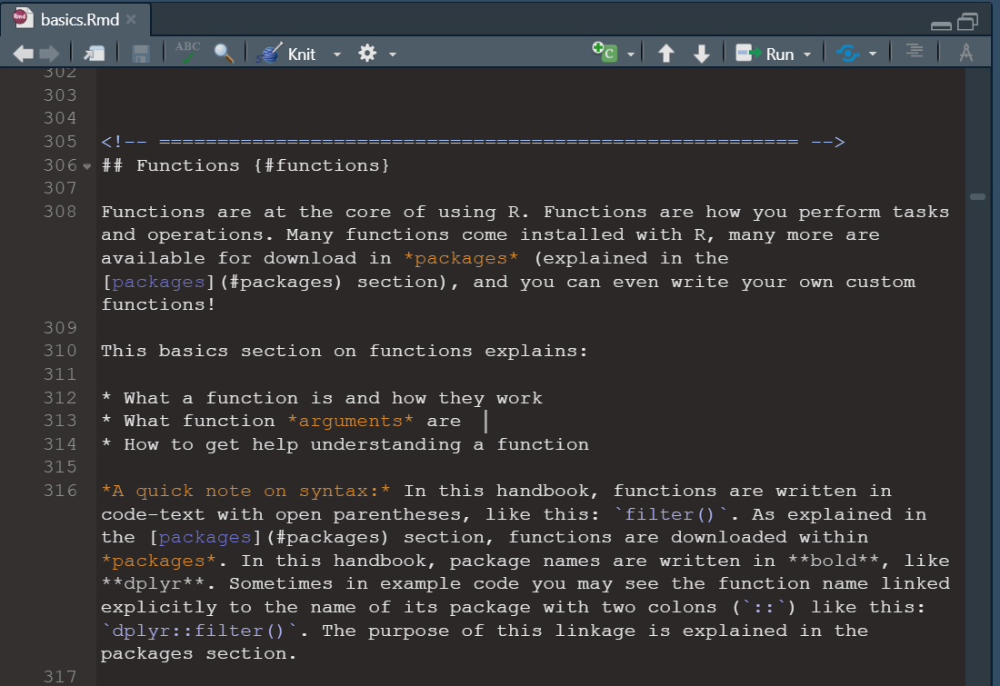 Rmd basics.Rmd ×
ABC Knit C Run
302
303
304
305 <!-- ======================================================= -->
306 ## Functions {#functions}
307
308 Functions are at the core of using R. Functions are how you perform tasks
and operations. Many functions come installed with R, many more are
available for download in *packages* (explained in the
[packages](#packages) section), and you can even write your own custom
functions!
309
310 This basics section on functions explains:
311
312 * What a function is and how they work
313 * What function *arguments* are
314 * How to get help understanding a function
315
316 *A quick note on syntax:* In this handbook, functions are written in
code-text with open parentheses, like this: `filter()`. As explained in
the [packages](#packages) section, functions are downloaded within
*packages*. In this handbook, package names are written in **bold**, like
**dplyr**. Sometimes in example code you may see the function name linked
explicitly to the name of its package with two colons (`::`) like this:
`dplyr::filter()`. The purpose of this linkage is explained in the
packages section.
317